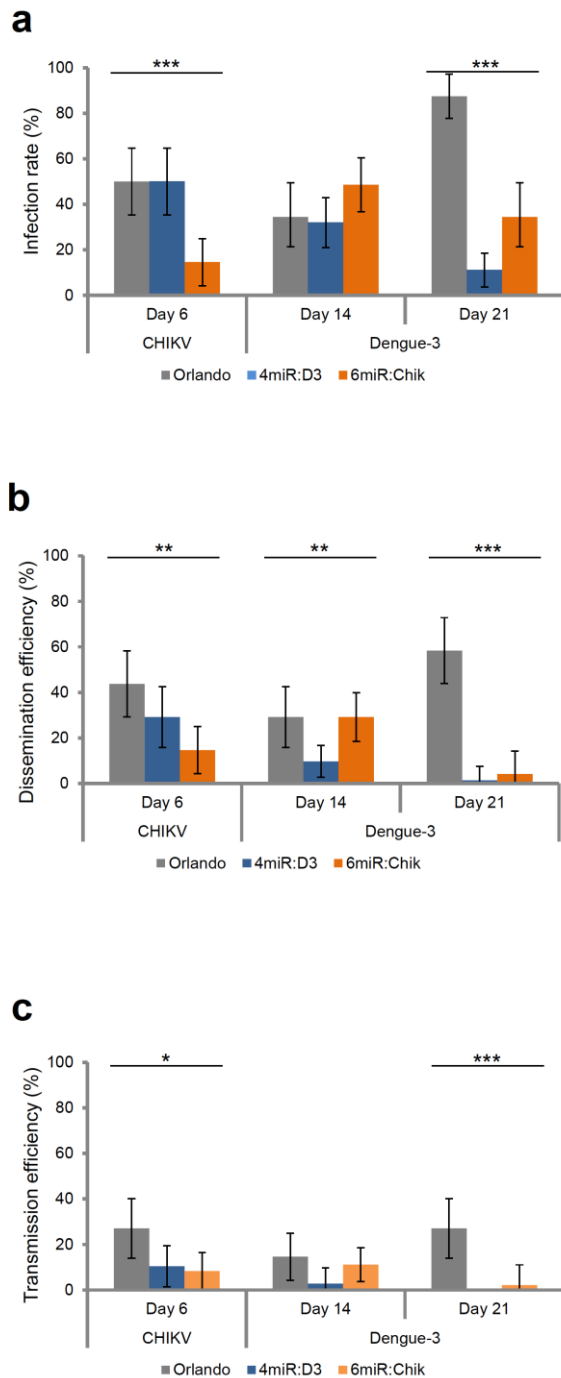 a
*** ***
100
80
60
40
20
0
Infection rate (%)
Day 6 Day 14 Day 21
CHIKV Dengue-3
Orlando 4miR:D3 6miR:Chik
b
** ** ***
100
80
60
40
20
0
Dissemination efficiency (%)
Day 6 Day 14 Day 21
CHIKV Dengue-3
Orlando 4miR:D3 6miR:Chik
c
* ***
100
80
60
40
20
0
Transmission efficiency (%)
Day 6 Day 14 Day 21
CHIKV Dengue-3
Orlando 4miR:D3 6miR:Chik